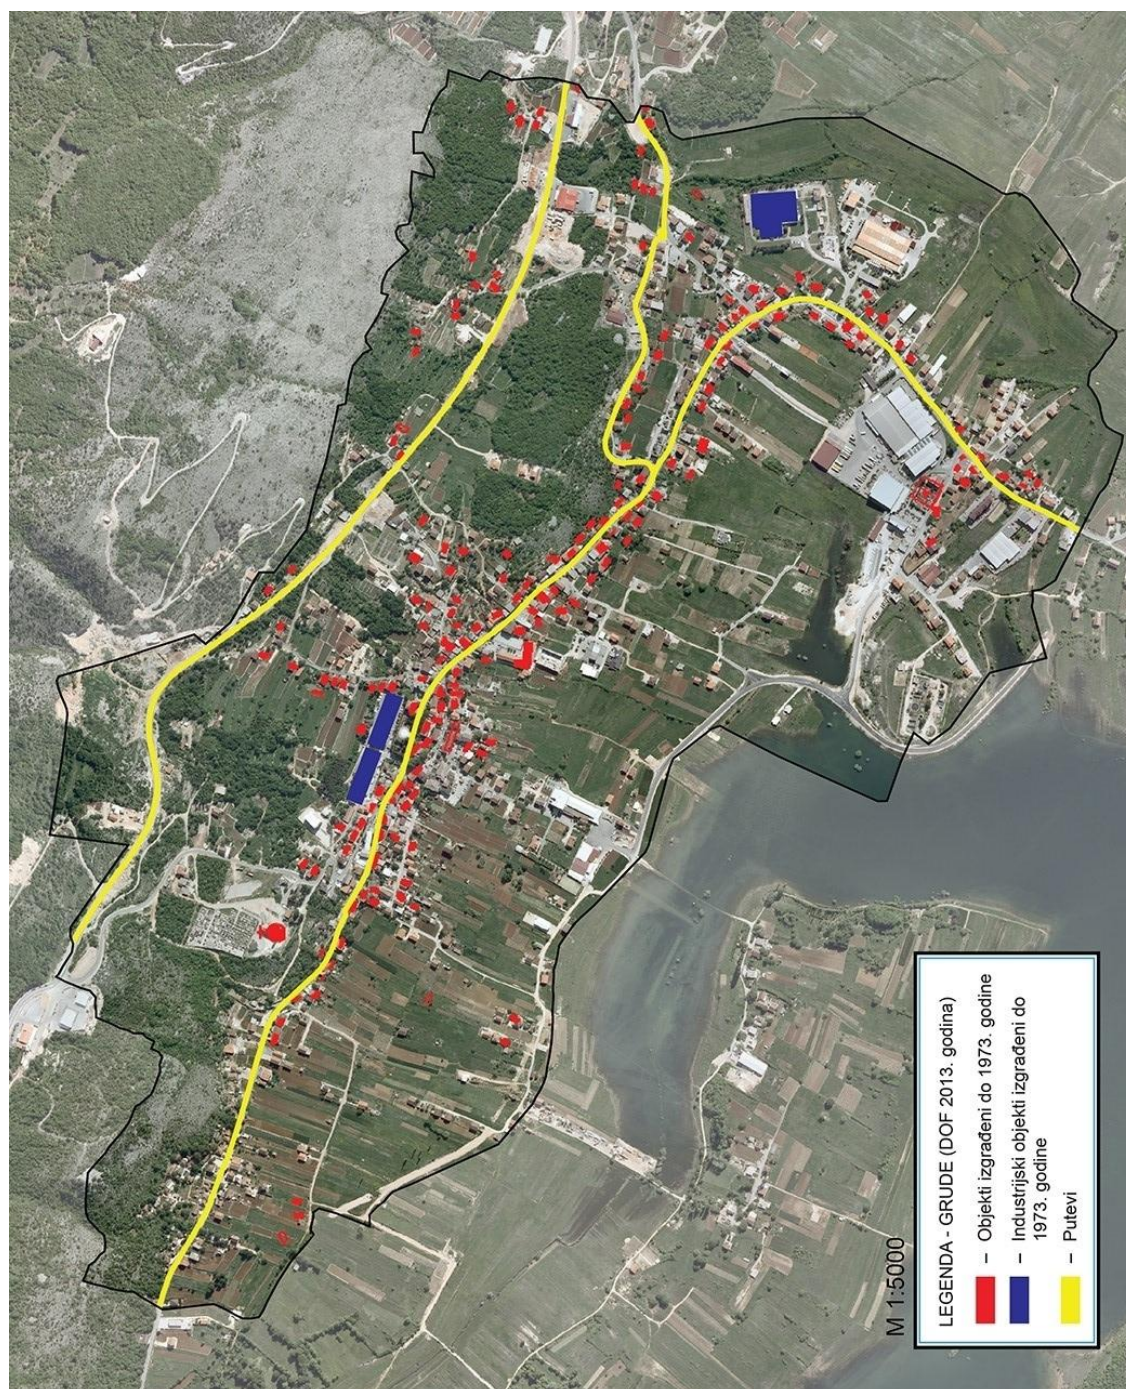 M 1:5000
LEGENDA - GRUDE (DOF 2013. godina)
– Objekti izgrađeni do 1973. godine
– Industrijski objekti izgrađeni do
1973. godine
– Putevi